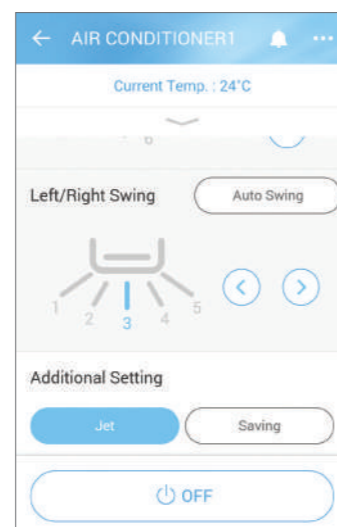 AIR CONDITIONER1
Current Temp. : 24°C
6
Left/Right Swing Auto Swing
1 2 3 4 5
Additional Setting
Jet Saving
OFF